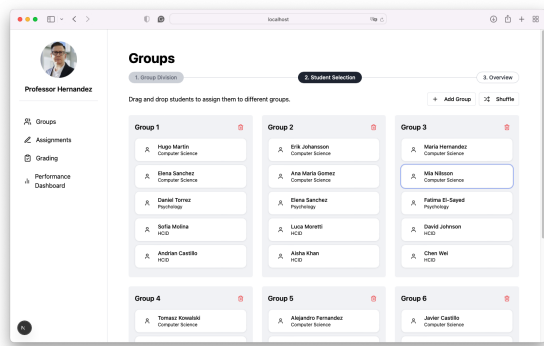 localhost
Professor Hernandez
Groups
Assignments
Grading
Performance
Dashboard
N
Groups
1. Group Division
2. Student Selection
3. Overview
Drag and drop students to assign them to different groups.
+ Add Group
Shuffle
Group 1
Hugo Martin
Computer Science
Elena Sanchez
Computer Science
Daniel Torrez
Psychology
Sofia Molina
HCID
Andrian Castillo
HCID
Group 2
Erik Johansson
Computer Science
Ana Maria Gomez
Computer Science
Elena Sanchez
Psychology
Luca Moretti
HCID
Aisha Khan
HCID
Group 3
Maria Hernandez
Computer Science
Mia Nilsson
Computer Science
Fatima El-Sayed
Psychology
David Johnson
HCID
Chen Wei
HCID
Group 4
Tomasz Kowalski
Computer Science
Group 5
Alejandro Fernandez
Computer Science
Group 6
Javier Castillo
Computer Science